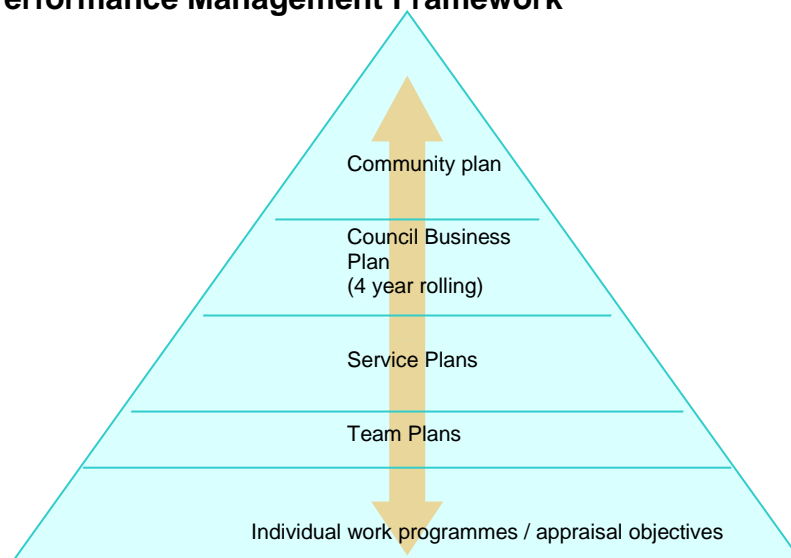 erformance Management Framework
Community plan
Council Business
Plan
(4 year rolling)
Service Plans
Team Plans
Individual work programmes / appraisal objectives